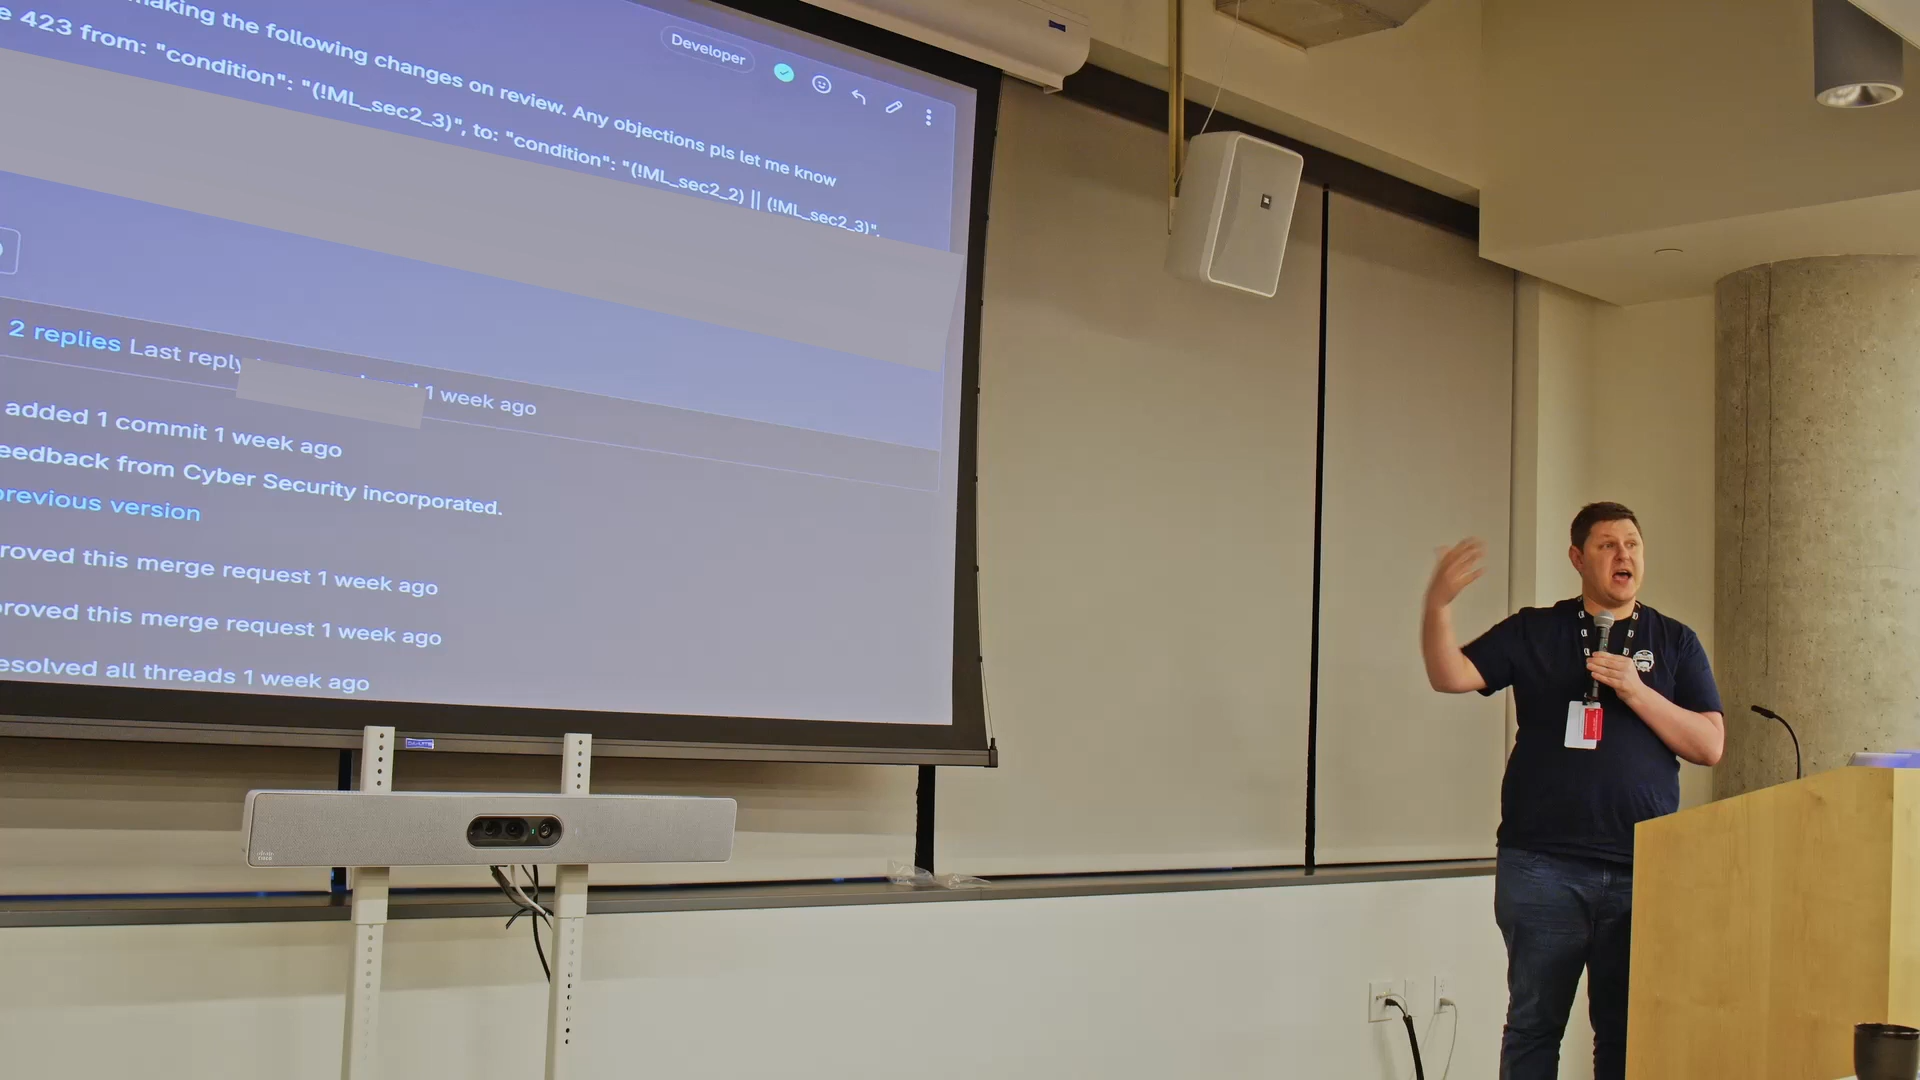 making the following changes on review. Any objections pls let me know
423 from: "condition": "(!ML_sec2_3)", to: "condition": "(!ML_sec2_2) || (!ML_sec2_3)",
Developer
2 replies Last reply 1 week ago
added 1 commit 1 week ago
eedback from Cyber Security incorporated.
previous version
roved this merge request 1 week ago
proved this merge request 1 week ago
esolved all threads 1 week ago
cisco